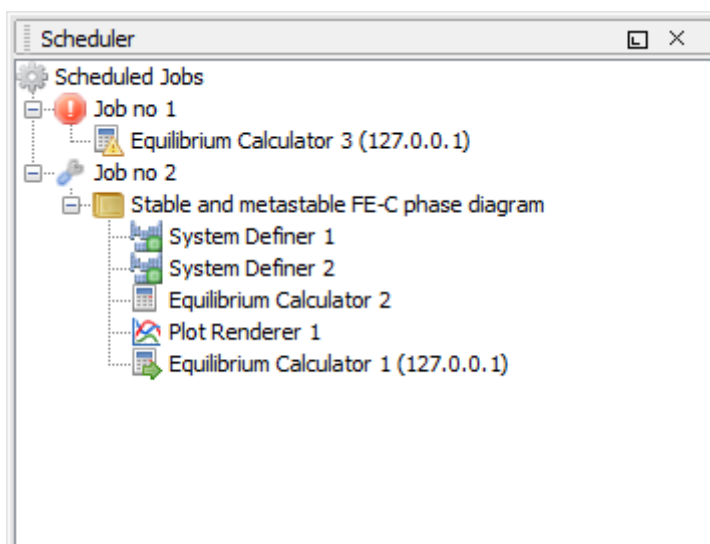 Scheduler
Scheduled Jobs
Job no 1
Equilibrium Calculator 3 (127.0.0.1)
Job no 2
Stable and metastable FE-C phase diagram
System Definer 1
System Definer 2
Equilibrium Calculator 2
Plot Renderer 1
Equilibrium Calculator 1 (127.0.0.1)